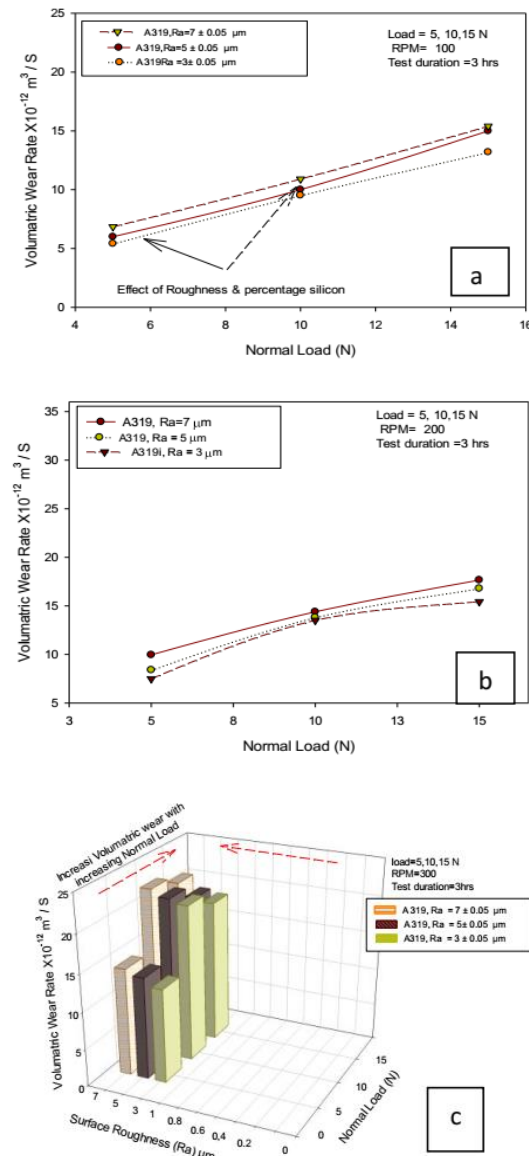 25
20
15
10
5
0
Volumatric Wear Rate X10⁻¹² m³ / S
A319,Ra=7 ± 0.05 µm
A319,Ra=5 ± 0.05 µm
A319Ra =3± 0.05 µm
Load = 5, 10,15 N
RPM= 100
Test duration =3 hrs
Effect of Roughness & percentage silicon
a
4 6 8 10 12 14 16
Normal Load (N)
35
30
25
20
15
10
5
Volumatric Wear Rate X10⁻¹² m³ / S
A319, Ra=7 µm
A319, Ra = 5 µm
A319i, Ra = 3 µm
Load = 5, 10,15 N
RPM= 200
Test duration =3 hrs
b
3 5 8 10 13 15
Normal Load (N)
Increasi Volumatric wear with
increasing Normal Load
load=5,10,15 N
RPM=300
Test duration=3hrs
A319, Ra = 7 ± 0.05 µm
A319, Ra = 5± 0.05 µm
A319, Ra = 3 ± 0.05 µm
25
20
15
10
5
0
Volumatric Wear Rate X10⁻¹² m³ / S
7 5 3 1 0.8 0.6 0.4 0.2 0
Surface Roughness (Ra) µm
0 5 10 15
Normal Load (N)
c